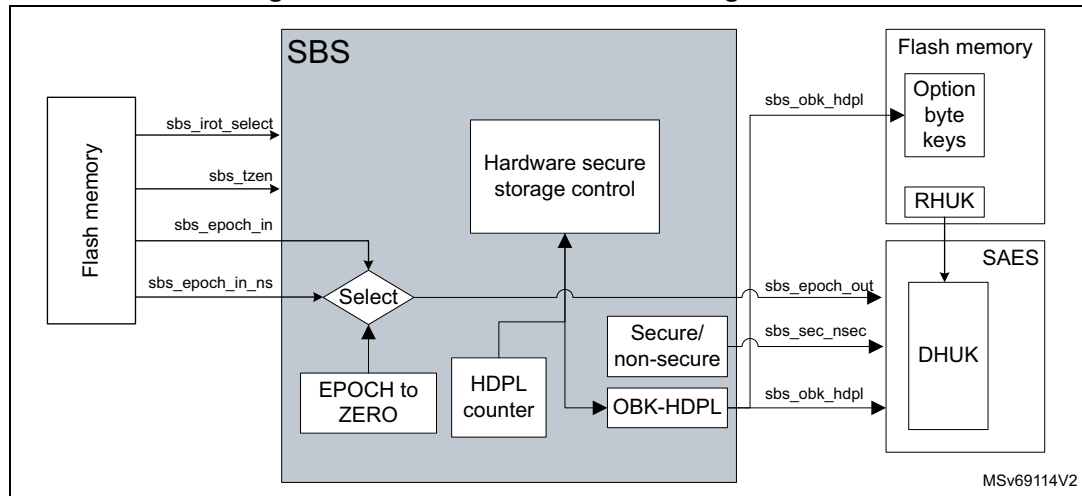 SBS
Flash memory
sbs_irot_select
sbs_tzen
sbs_epoch_in
sbs_epoch_in_ns
Flash memory
Select
EPOCH to
ZERO
HDPL
counter
Hardware secure
storage control
Secure/
non-secure
OBK-HDPL
sbs_obk_hdpl
sbs_epoch_out
sbs_sec_nsec
sbs_obk_hdpl
Option
byte
keys
RHUK
SAES
DHUK
MSv69114V2